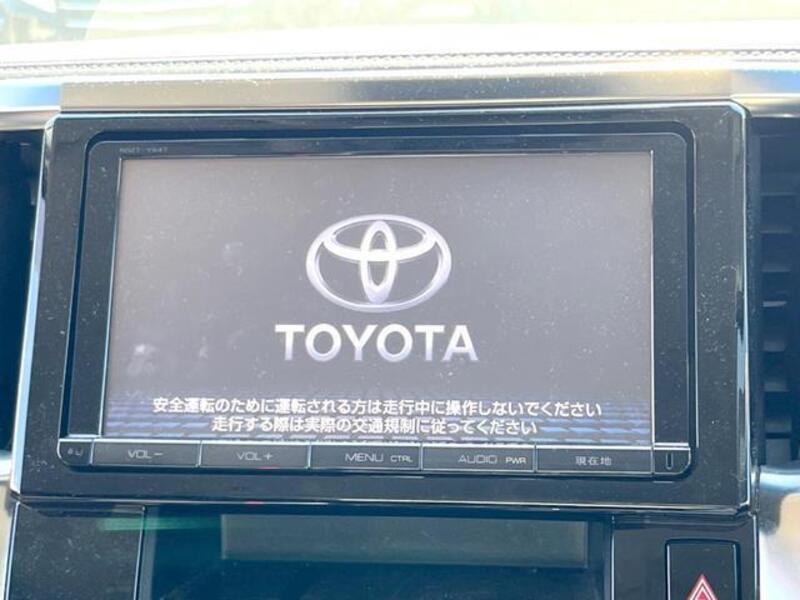 NSZT-Y64T
TOYOTA
安全運転のために運転される方は走行中に操作しないでください
走行する際は実際の交通規制に従ってください
VOL− VOL+ MENU CTRL AUDIO PWR 現在地